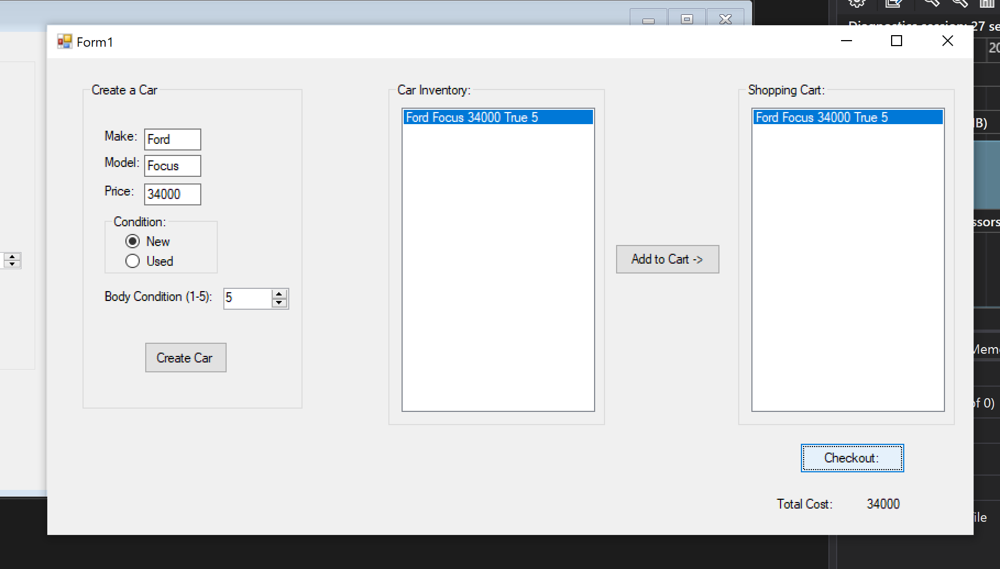 Diagnostics session: 27 se
Form1
Create a Car
Make:
Ford
Model:
Focus
Price:
34000
Condition:
New
Used
Body Condition (1-5):
5
Create Car
Car Inventory:
Ford Focus 34000 True 5
Add to Cart ->
Shopping Cart:
Ford Focus 34000 True 5
Checkout:
Total Cost:
34000
20
IB)
ssors
Mem
of 0)
ile